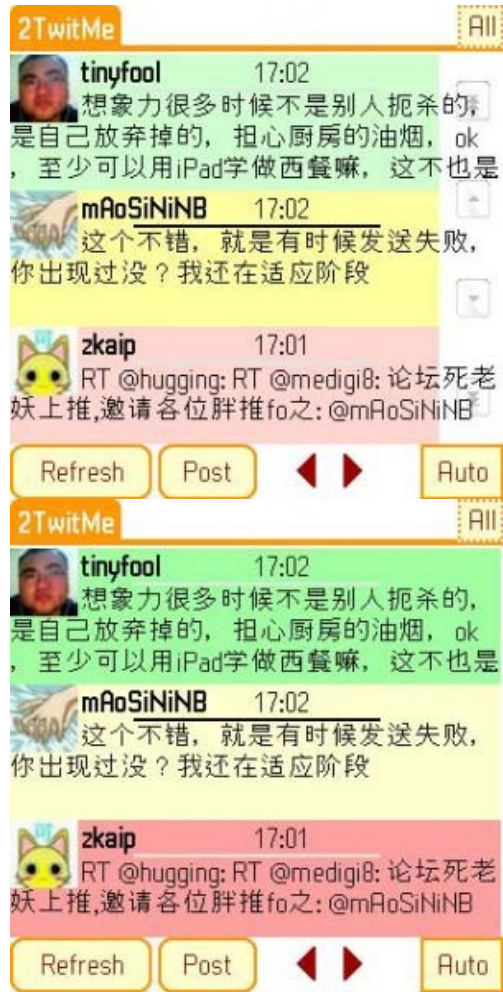 2TwitMe All
tinyfool 17:02
想象力很多时候不是别人扼杀的,
是自己放弃掉的, 担心厨房的油烟, ok
, 至少可以用iPad学做西餐嘛, 这不也是
mAoSiNiNB 17:02
这个不错, 就是有时候发送失败,
你出现过没？我还在适应阶段
zkaip 17:01
RT @hugging: RT @medigi8: 论坛死老
妖上推,邀请各位胖推fo之: @mAoSiNiNB
Refresh Post Auto
2TwitMe All
tinyfool 17:02
想象力很多时候不是别人扼杀的,
是自己放弃掉的, 担心厨房的油烟, ok
, 至少可以用iPad学做西餐嘛, 这不也是
mAoSiNiNB 17:02
这个不错, 就是有时候发送失败,
你出现过没？我还在适应阶段
zkaip 17:01
RT @hugging: RT @medigi8: 论坛死老
妖上推,邀请各位胖推fo之: @mAoSiNiNB
Refresh Post Auto